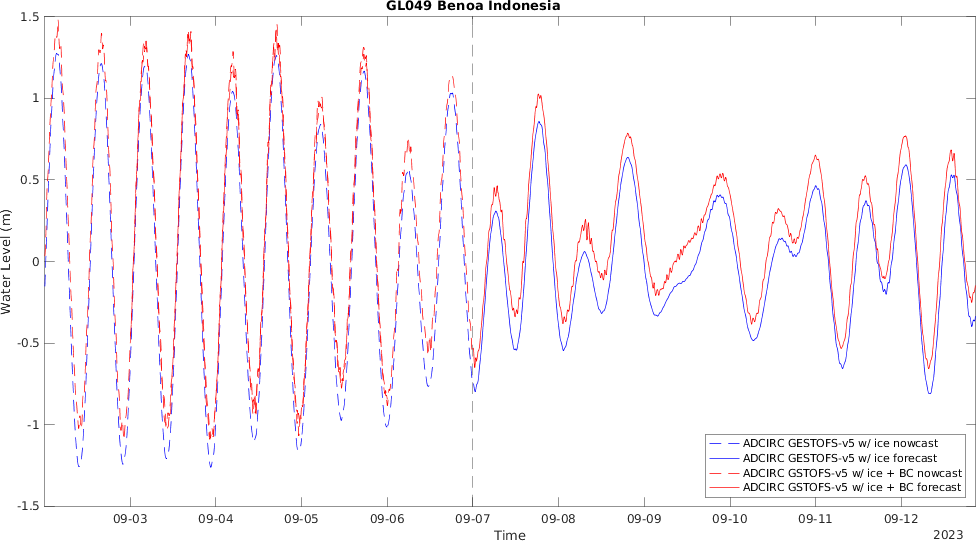 GL049 Benoa Indonesia
1.5
1
0.5
0
-0.5
-1
-1.5
Water Level (m)
09-03 09-04 09-05 09-06 09-07 09-08 09-09 09-10 09-11 09-12
Time
2023
ADCIRC GESTOFS-v5 w/ ice nowcast
ADCIRC GESTOFS-v5 w/ ice forecast
ADCIRC GSTOFS-v5 w/ ice + BC nowcast
ADCIRC GSTOFS-v5 w/ ice + BC forecast